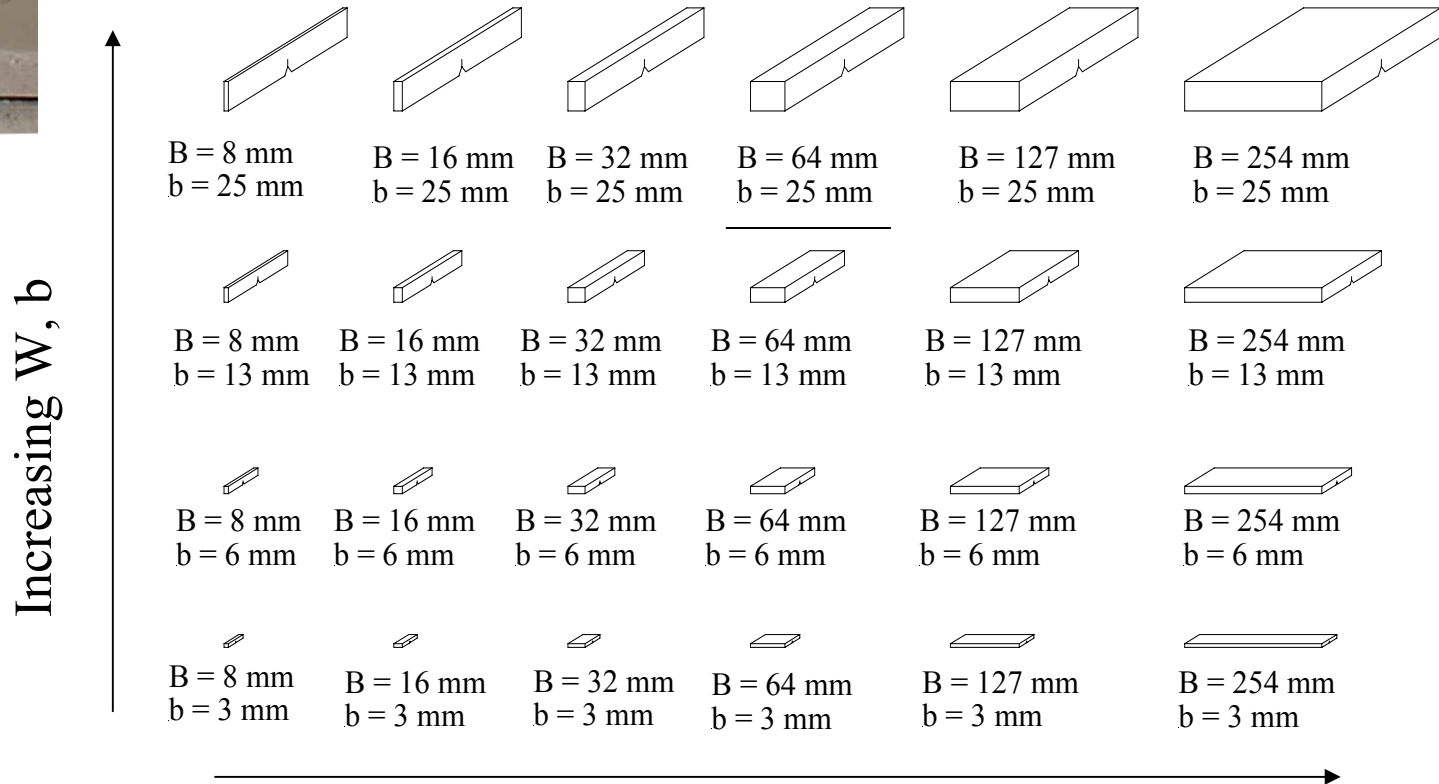 B = 8 mm
b = 25 mm
B = 16 mm
b = 25 mm
B = 32 mm
b = 25 mm
B = 64 mm
b = 25 mm
B = 127 mm
b = 25 mm
B = 254 mm
b = 25 mm
Increasing W, b
B = 8 mm
b = 13 mm
B = 16 mm
b = 13 mm
B = 32 mm
b = 13 mm
B = 64 mm
b = 13 mm
B = 127 mm
b = 13 mm
B = 254 mm
b = 13 mm
B = 8 mm
b = 6 mm
B = 16 mm
b = 6 mm
B = 32 mm
b = 6 mm
B = 64 mm
b = 6 mm
B = 127 mm
b = 6 mm
B = 254 mm
b = 6 mm
B = 8 mm
b = 3 mm
B = 16 mm
b = 3 mm
B = 32 mm
b = 3 mm
B = 64 mm
b = 3 mm
B = 127 mm
b = 3 mm
B = 254 mm
b = 3 mm